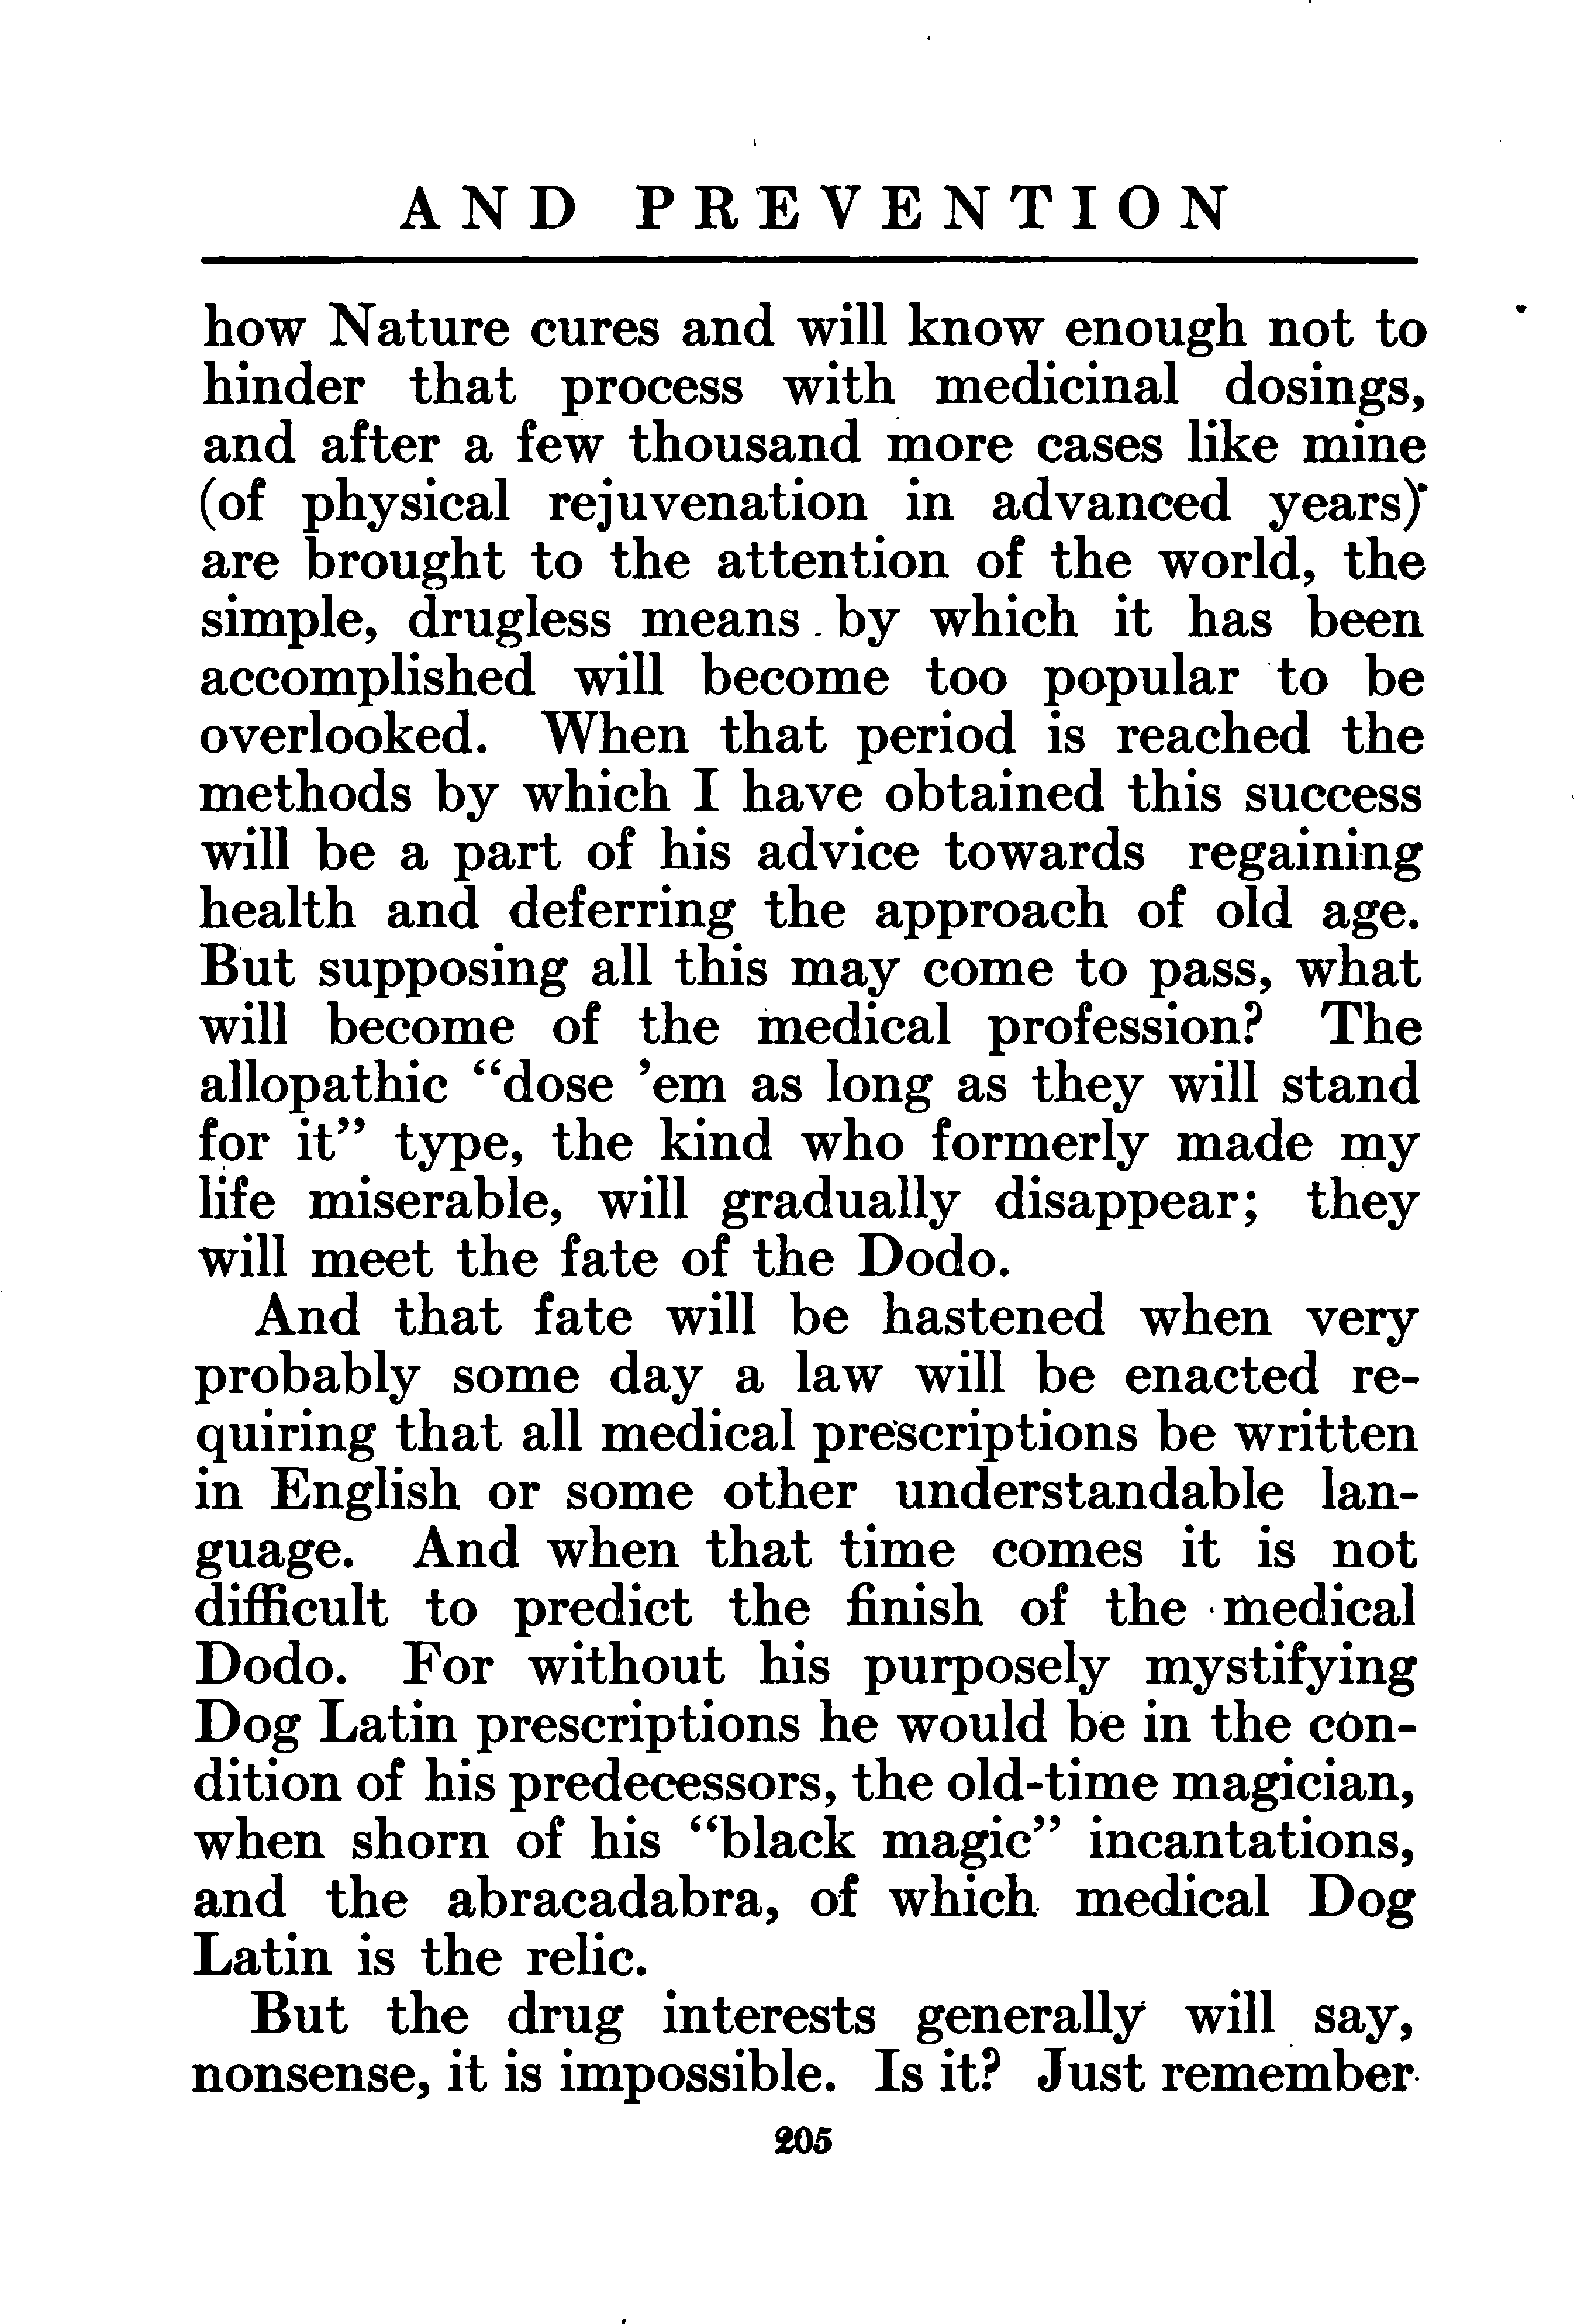 AND PREVENTION
how Nature cures and will know enough not to
hinder that process with medicinal dosings,
and after a few thousand more cases like mine
(of physical rejuvenation in advanced years)
are brought to the attention of the world, the
simple, drugless means by which it has been
accomplished will become too popular to be
overlooked. When that period is reached the
methods by which I have obtained this success
will be a part of his advice towards regaining
health and deferring the approach of old age.
But supposing all this may come to pass, what
will become of the medical profession? The
allopathic “dose ’em as long as they will stand
for it” type, the kind who formerly made my
life miserable, will gradually disappear; they
will meet the fate of the Dodo.
And that fate will be hastened when very
probably some day a law will be enacted re-
quiring that all medical prescriptions be written
in English or some other understandable lan-
guage. And when that time comes it is not
difficult to predict the finish of the medical
Dodo. For without his purposely mystifying
Dog Latin prescriptions he would be in the con-
dition of his predecessors, the old-time magician,
when shorn of his “black magic” incantations,
and the abracadabra, of which medical Dog
Latin is the relic.
But the drug interests generally will say,
nonsense, it is impossible. Is it? Just remember
205